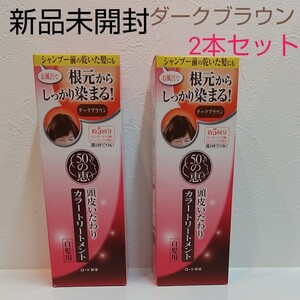 新品未開封
ダークブラウン
2本セット
シャンプー前の乾いた髪にも
お風呂で
根元から
しっかり染まる!
ダークブラウン
約5回分
50の恵
頭皮いたわり
カラートリートメント
白髪用
ロート製薬
シャンプー前の乾いた髪にも
お風呂で
根元から
しっかり染まる!
ダークブラウン
約5回分
50の恵
頭皮いたわり
カラートリートメント
白髪用
ロート製薬